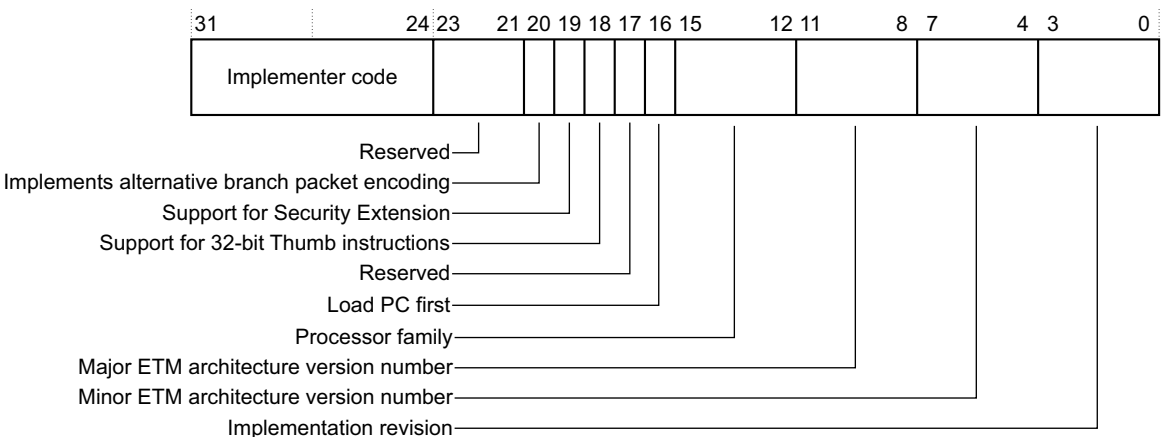 31 24 23 21 20 19 18 17 16 15 12 11 8 7 4 3 0
Implementer code
Reserved
Implements alternative branch packet encoding
Support for Security Extension
Support for 32-bit Thumb instructions
Reserved
Load PC first
Processor family
Major ETM architecture version number
Minor ETM architecture version number
Implementation revision